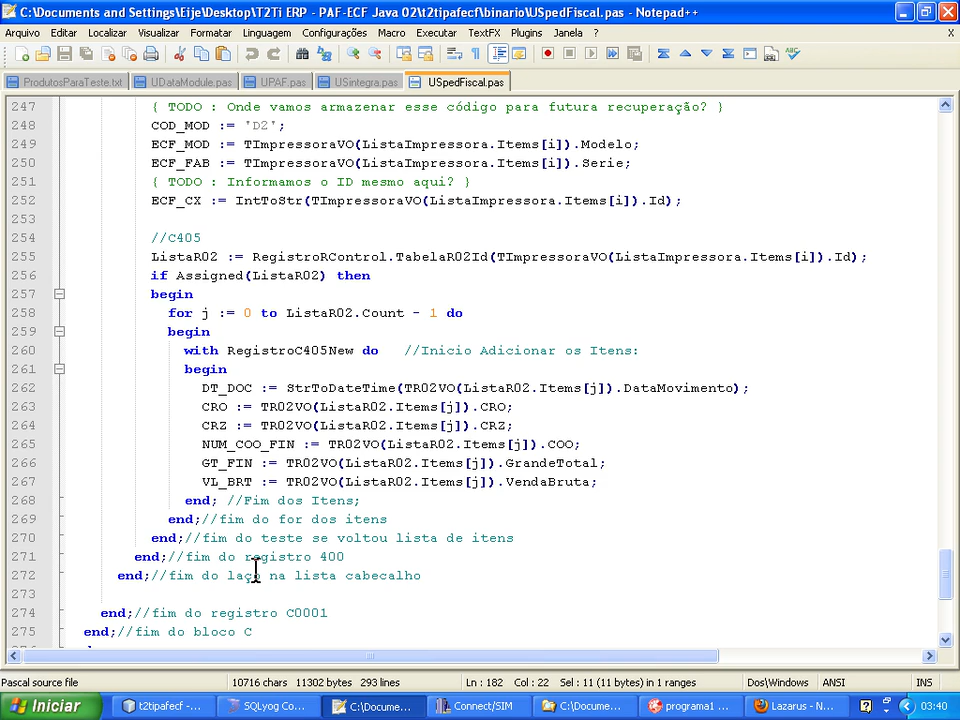 C:\Documents and Settings\Eije\Desktop\T2Ti ERP - PAF-ECF Java 02\t2tipafecf\binario\USpedFiscal.pas - Notepad++
Arquivo Editar Localizar Visualizar Formatar Linguagem Configurações Macro Executar TextFX Plugins Janela ? X
ProdutosParaTeste.txt UDataModule.pas UPAF.pas USintegra.pas USpedFiscal.pas
247 { TODO : Onde vamos armazenar esse código para futura recuperação? }
248 COD_MOD := '2D';
249 ECF_MOD := TImpressoraVO(ListaImpressora.Items[i]).Modelo;
250 ECF_FAB := TImpressoraVO(ListaImpressora.Items[i]).Serie;
251 { TODO : Informamos o ID mesmo aqui? }
252 ECF_CX := IntToStr(TImpressoraVO(ListaImpressora.Items[i]).Id);
253
254 //C405
255 ListaR02 := RegistroRControl.TabelaR02Id(TImpressoraVO(ListaImpressora.Items[i]).Id);
256 if Assigned(ListaR02) then
257 begin
258 for j := 0 to ListaR02.Count - 1 do
259 begin
260 with RegistroC405New do //Inicio Adicionar os Itens:
261 begin
262 DT_DOC := StrToDateTime(TR02VO(ListaR02.Items[j]).DataMovimento);
263 CRO := TR02VO(ListaR02.Items[j]).CRO;
264 CRZ := TR02VO(ListaR02.Items[j]).CRZ;
265 NUM_COO_FIN := TR02VO(ListaR02.Items[j]).COO;
266 GT_FIN := TR02VO(ListaR02.Items[j]).GrandeTotal;
267 VL_BRT := TR02VO(ListaR02.Items[j]).VendaBruta;
268 end; //Fim dos Itens;
269 end;//fim do for dos itens
270 end;//fim do teste se voltou lista de itens
271 end;//fim do registro 400
272 end;//fim do laço na lista cabecalho
273
274 end;//fim do registro C0001
275 end;//fim do bloco C
Pascal source file 10716 chars 11302 bytes 293 lines Ln : 182 Col : 22 Sel : 11 (11 bytes) in 1 ranges Dos\Windows ANSI INS
Iniciar t2tipafecf -... SQLyog Co... C:\Docume... Connect/SIM C:\Docume... programa1 ... Lazarus - N... 03:40